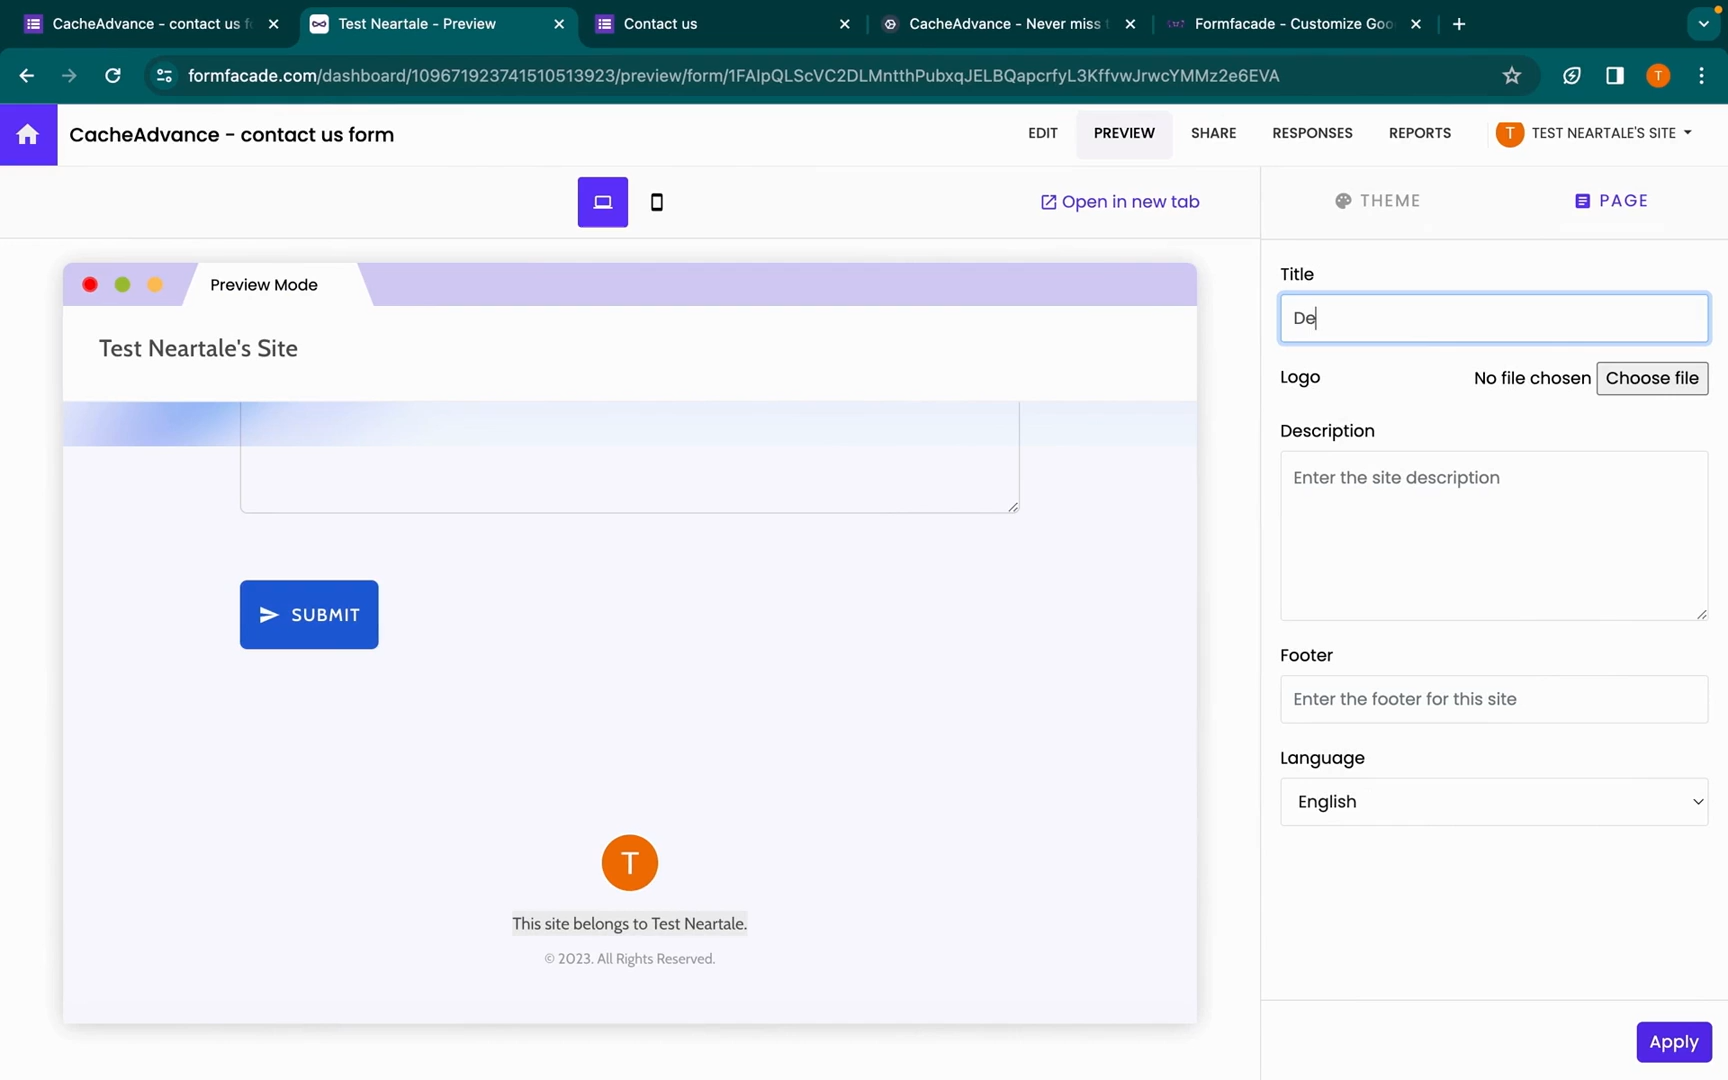 CacheAdvance - contact us f
Test Neartale - Preview
Contact us
CacheAdvance - Never miss
Formfacade - Customize Goo
formfacade.com/dashboard/109671923741510513923/preview/form/1FAIpQLScVC2DLMntthPubxqJELBQapcrfyL3KffvwJrwcYMMz2e6EVA
T
CacheAdvance - contact us form
EDIT
PREVIEW
SHARE
RESPONSES
REPORTS
T
TEST NEARTALE'S SITE
Open in new tab
THEME
PAGE
Preview Mode
Test Neartale's Site
Title
De
Logo
No file chosen
Choose file
Description
Enter the site description
SUBMIT
Footer
Enter the footer for this site
Language
English
T
This site belongs to Test Neartale.
© 2023. All Rights Reserved.
Apply